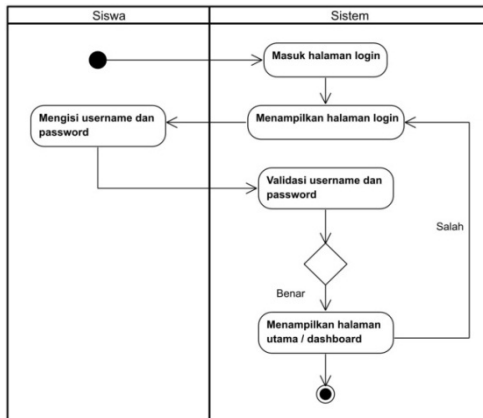 Siswa
Sistem
Masuk halaman login
Mengisi username dan
password
Menampilkan halaman login
Validasi username dan
password
Salah
Benar
Menampilkan halaman
utama / dashboard